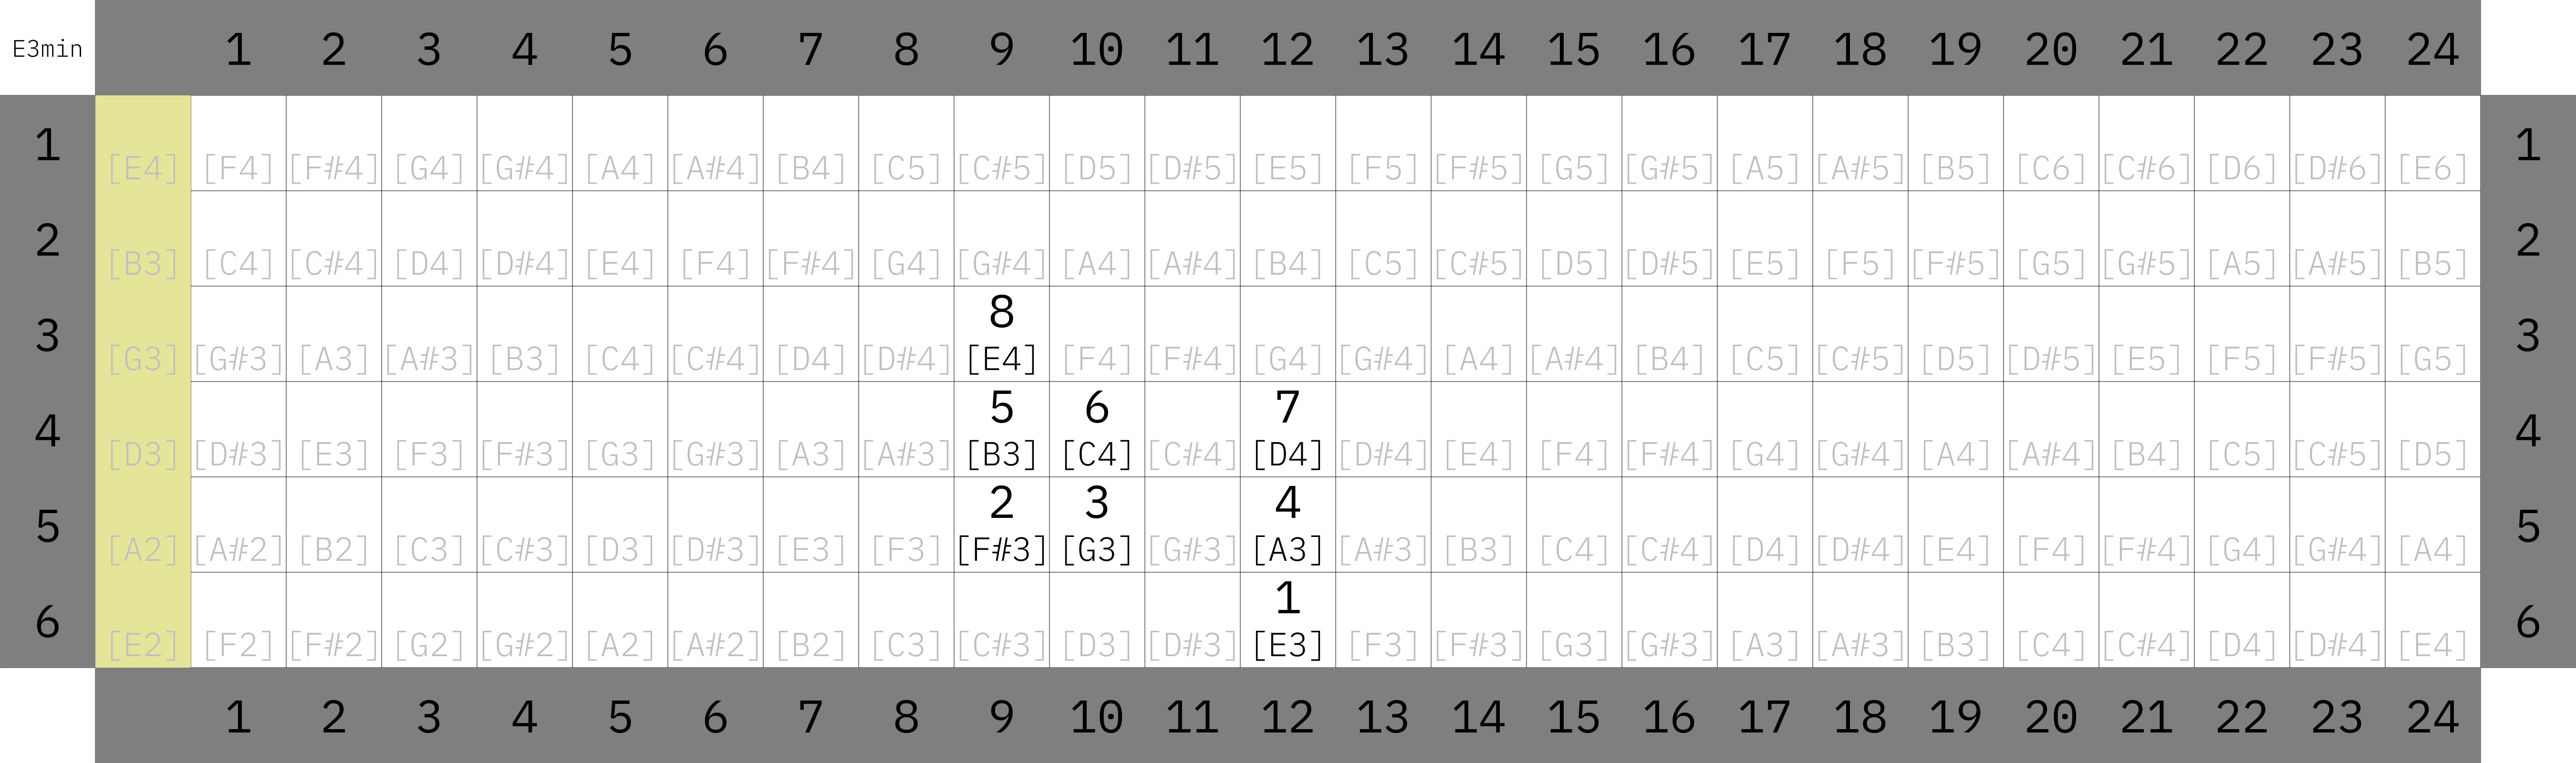 E3min 1 2 3 4 5 6 7 8 9 10 11 12 13 14 15 16 17 18 19 20 21 22 23 24
1 1
[E4] [F4] [F#4] [G4] [G#4] [A4] [A#4] [B4] [C5] [C#5] [D5] [D#5] [E5] [F5] [F#5] [G5] [G#5] [A5] [A#5] [B5] [C6] [C#6] [D6] [D#6] [E6]
2 2
[B3] [C4] [C#4] [D4] [D#4] [E4] [F4] [F#4] [G4] [G#4] [A4] [A#4] [B4] [C5] [C#5] [D5] [D#5] [E5] [F5] [F#5] [G5] [G#5] [A5] [A#5] [B5]
3 8 3
[G3] [G#3] [A3] [A#3] [B3] [C4] [C#4] [D4] [D#4] [E4] [F4] [F#4] [G4] [G#4] [A4] [A#4] [B4] [C5] [C#5] [D5] [D#5] [E5] [F5] [F#5] [G5]
4 5 6 7 4
[D3] [D#3] [E3] [F3] [F#3] [G3] [G#3] [A3] [A#3] [B3] [C4] [C#4] [D4] [D#4] [E4] [F4] [F#4] [G4] [G#4] [A4] [A#4] [B4] [C5] [C#5] [D5]
5 2 3 4 5
[A2] [A#2] [B2] [C3] [C#3] [D3] [D#3] [E3] [F3] [F#3] [G3] [G#3] [A3] [A#3] [B3] [C4] [C#4] [D4] [D#4] [E4] [F4] [F#4] [G4] [G#4] [A4]
6 1 6
[E2] [F2] [F#2] [G2] [G#2] [A2] [A#2] [B2] [C3] [C#3] [D3] [D#3] [E3] [F3] [F#3] [G3] [G#3] [A3] [A#3] [B3] [C4] [C#4] [D4] [D#4] [E4]
1 2 3 4 5 6 7 8 9 10 11 12 13 14 15 16 17 18 19 20 21 22 23 24